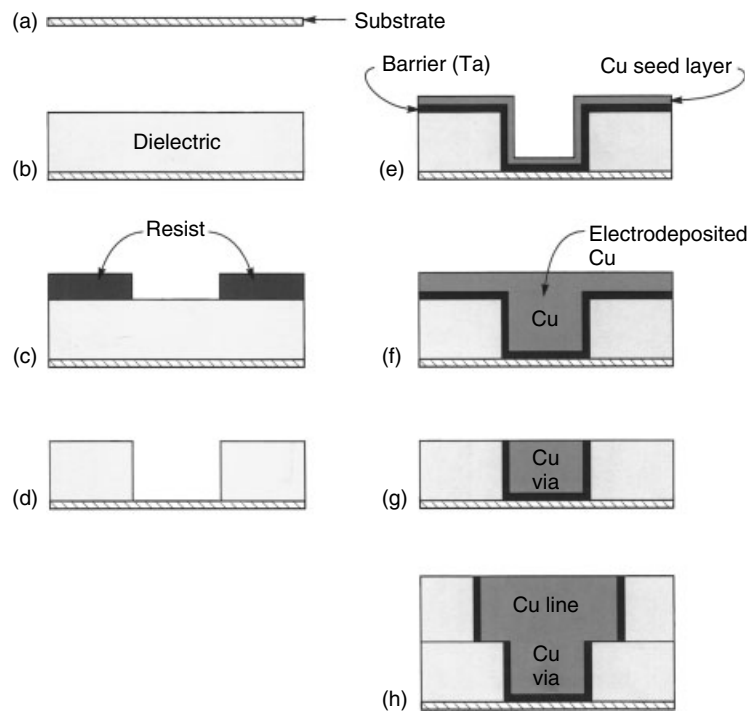 (a)
Substrate
(b)
Dielectric
(c)
Resist
(d)
Barrier (Ta)
Cu seed layer
(e)
Electrodeposited
Cu
Cu
(f)
Cu
via
(g)
Cu line
Cu
via
(h)